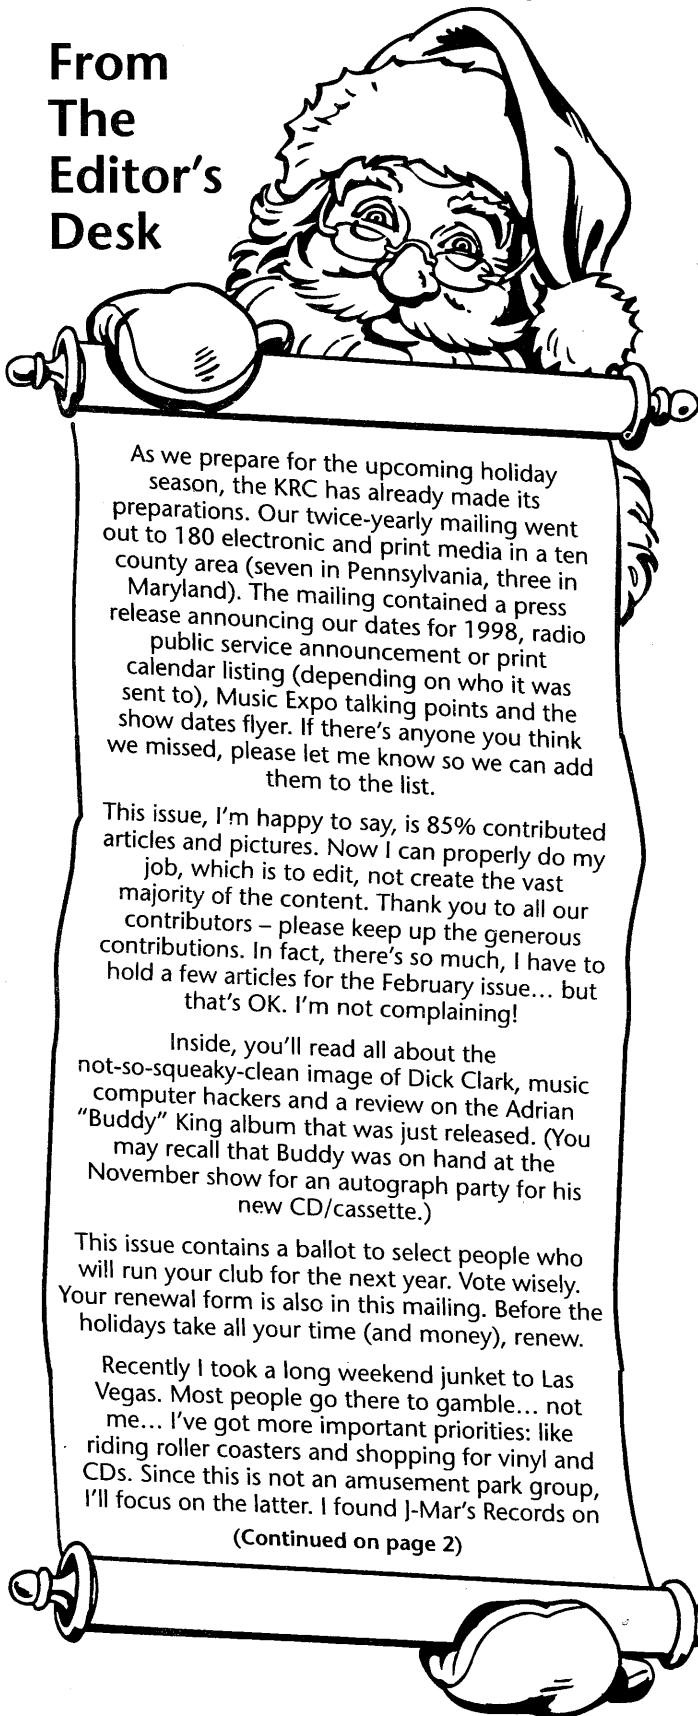 From
The
Editor's
Desk
As we prepare for the upcoming holiday
season, the KRC has already made its
preparations. Our twice-yearly mailing went
out to 180 electronic and print media in a ten
county area (seven in Pennsylvania, three in
Maryland). The mailing contained a press
release announcing our dates for 1998, radio
public service announcement or print
calendar listing (depending on who it was
sent to), Music Expo talking points and the
show dates flyer. If there's anyone you think
we missed, please let me know so we can add
them to the list.
This issue, I'm happy to say, is 85% contributed
articles and pictures. Now I can properly do my
job, which is to edit, not create the vast
majority of the content. Thank you to all our
contributors – please keep up the generous
contributions. In fact, there's so much, I have to
hold a few articles for the February issue... but
that's OK. I'm not complaining!
Inside, you'll read all about the
not-so-squeaky-clean image of Dick Clark, music
computer hackers and a review on the Adrian
"Buddy" King album that was just released. (You
may recall that Buddy was on hand at the
November show for an autograph party for his
new CD/cassette.)
This issue contains a ballot to select people who
will run your club for the next year. Vote wisely.
Your renewal form is also in this mailing. Before the
holidays take all your time (and money), renew.
Recently I took a long weekend junket to Las
Vegas. Most people go there to gamble... not
me... I've got more important priorities: like
riding roller coasters and shopping for vinyl and
CDs. Since this is not an amusement park group,
I'll focus on the latter. I found J-Mar's Records on
(Continued on page 2)